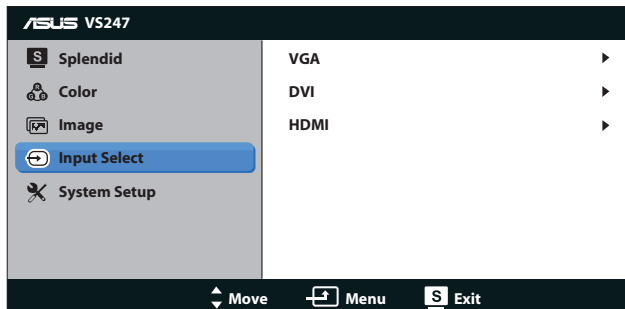 ASUS VS247
S Splendid
Color
Image
Input Select
System Setup
VGA
DVI
HDMI
Move Menu S Exit